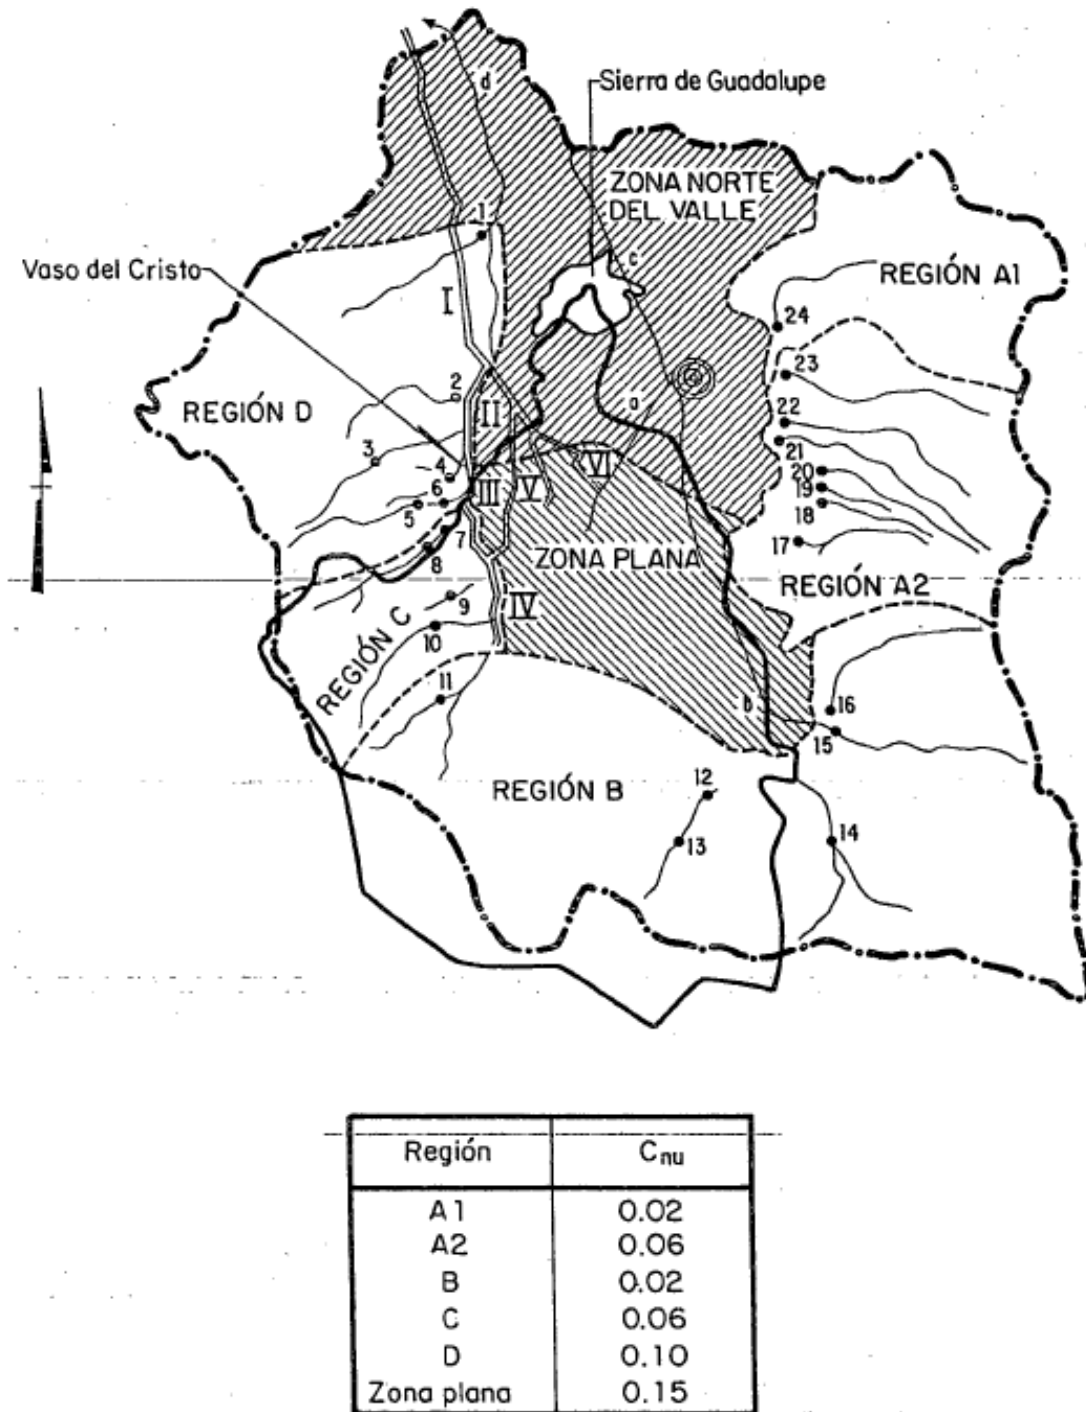 d
Sierra de Guadalupe
ZONA NORTE
DEL VALLE
1
c
Vaso del Cristo
REGIÓN A1
I
24
23
2
REGIÓN D
a
II
22
21
3
VI
20
4
19
6
III
V
18
5
7
ZONA PLANA
17
8
REGIÓN A2
9
IV
10
REGIÓN C
11
16
b
15
REGIÓN B
12
13
14
Región C_nu
A1 0.02
A2 0.06
B 0.02
C 0.06
D 0.10
Zona plana 0.15